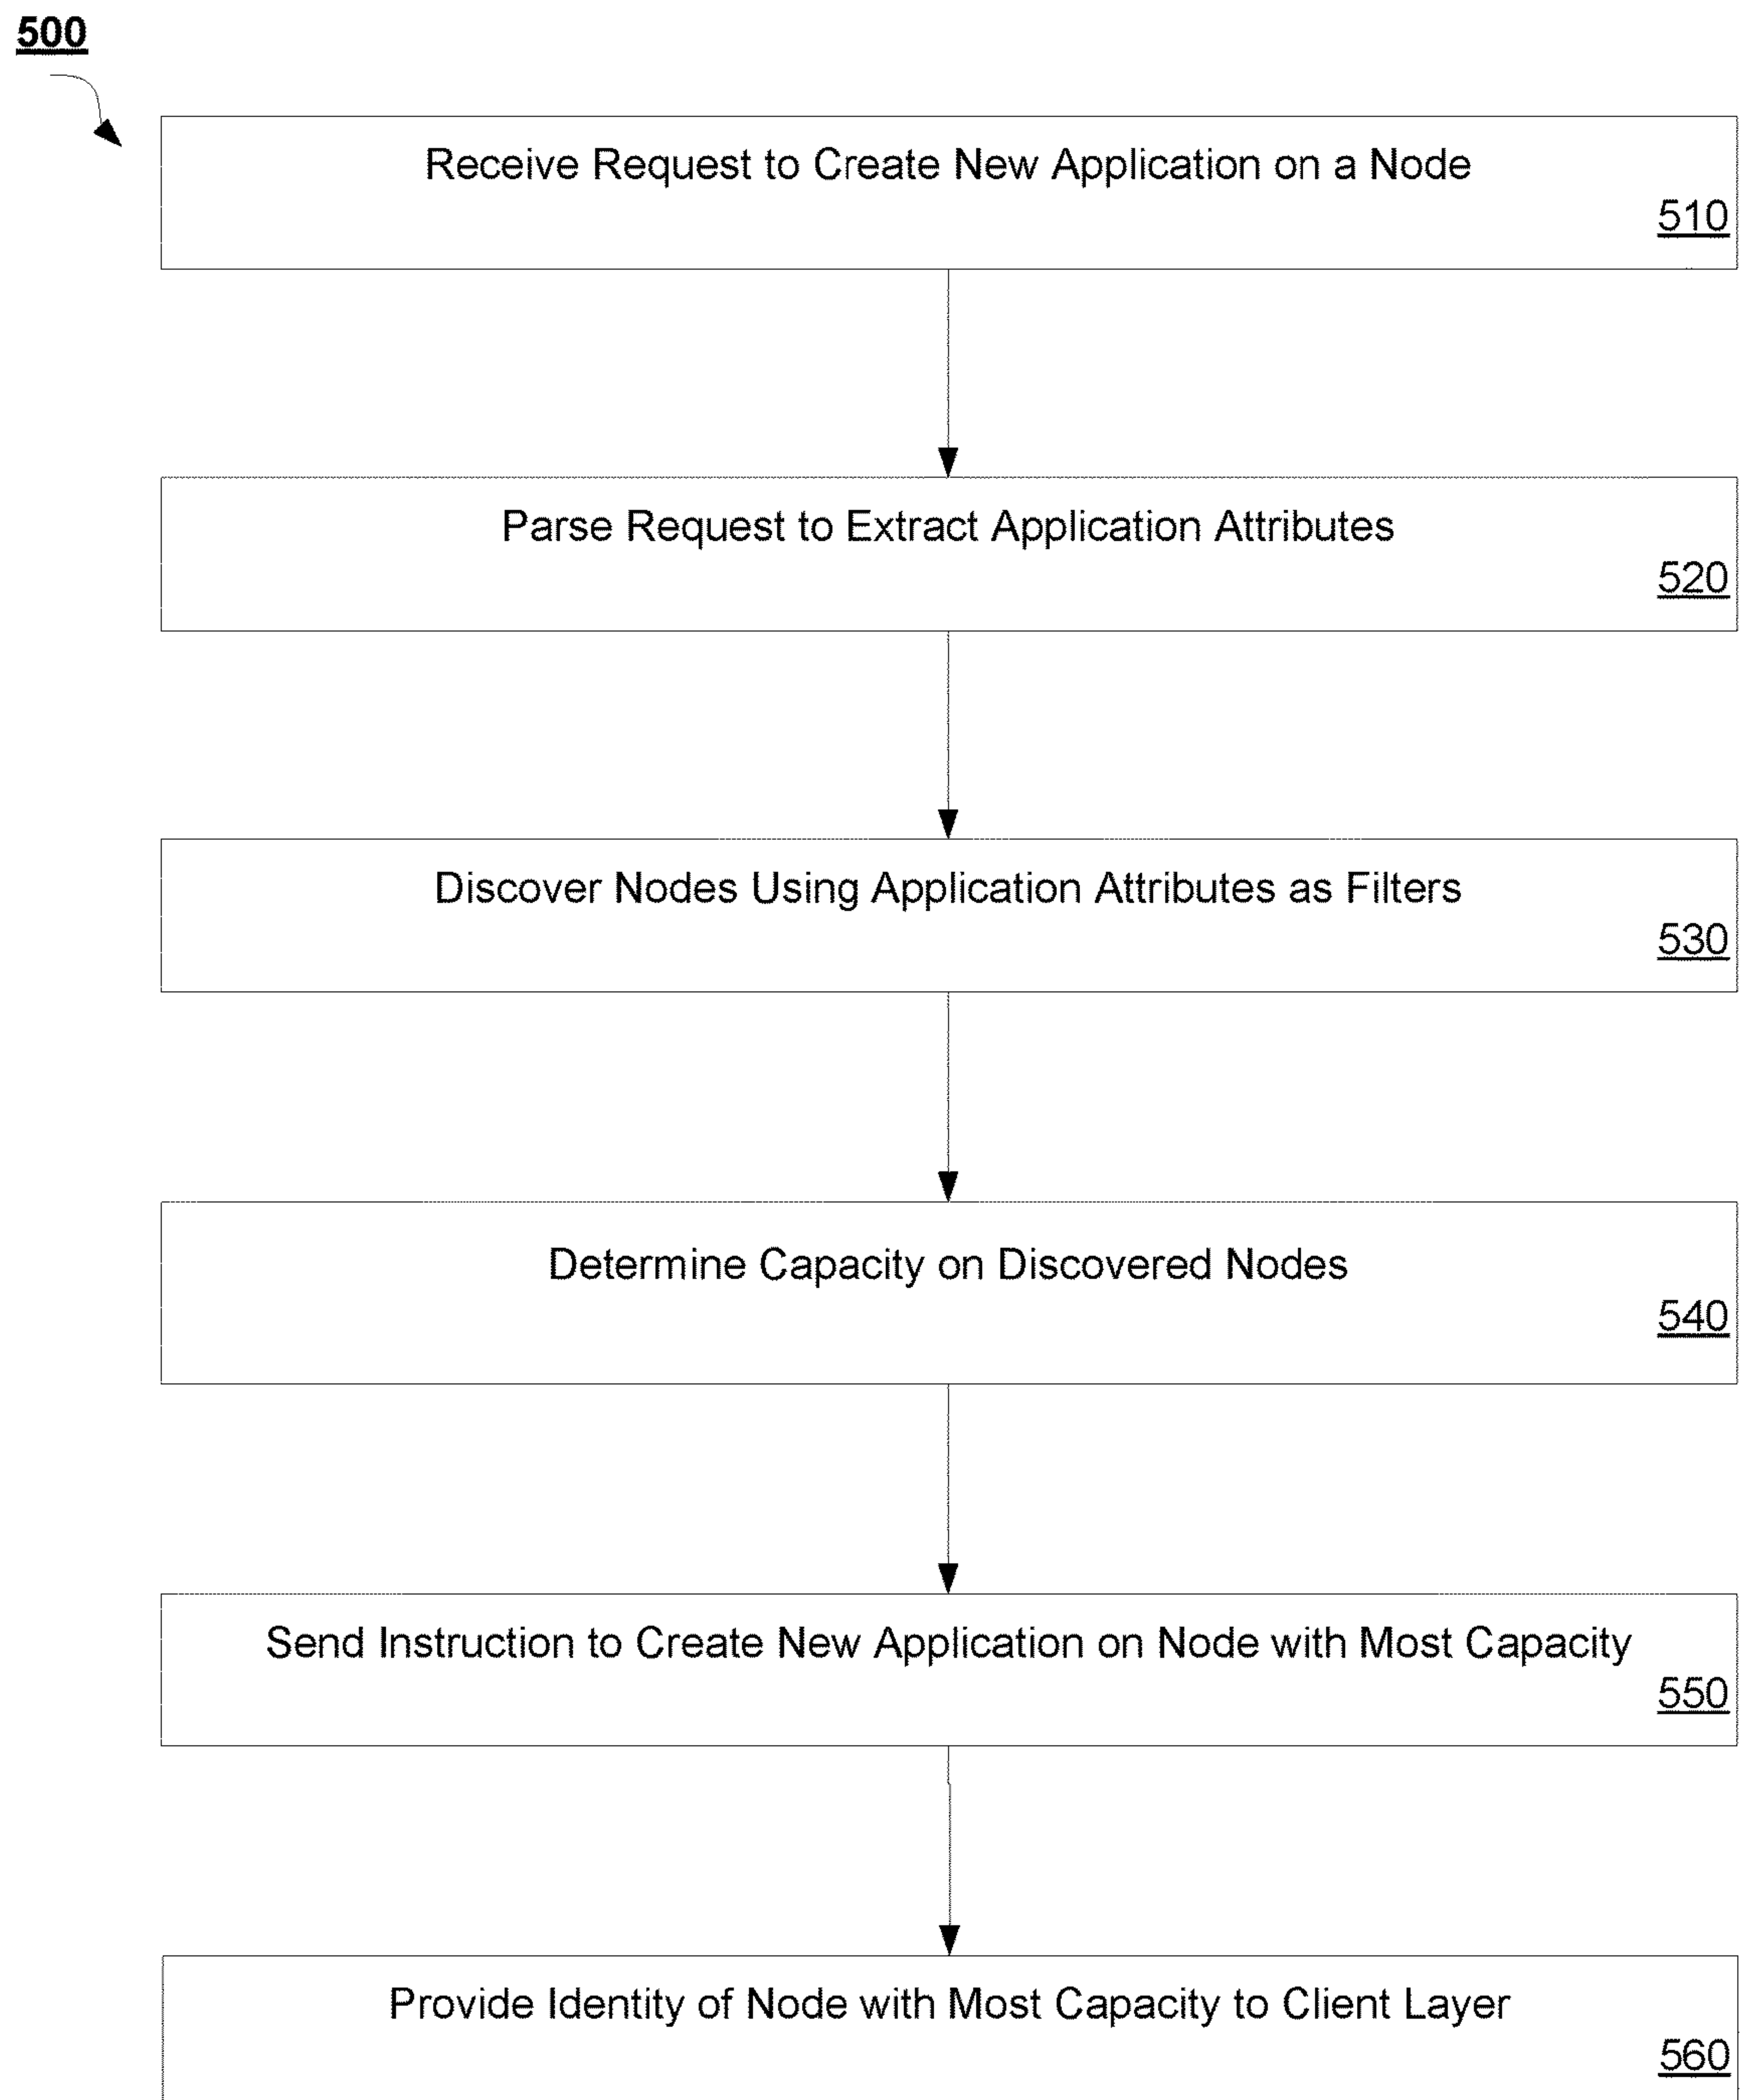 500
Receive Request to Create New Application on a Node
510
Parse Request to Extract Application Attributes
520
Discover Nodes Using Application Attributes as Filters
530
Determine Capacity on Discovered Nodes
540
Send Instruction to Create New Application on Node with Most Capacity
550
Provide Identity of Node with Most Capacity to Client Layer
560